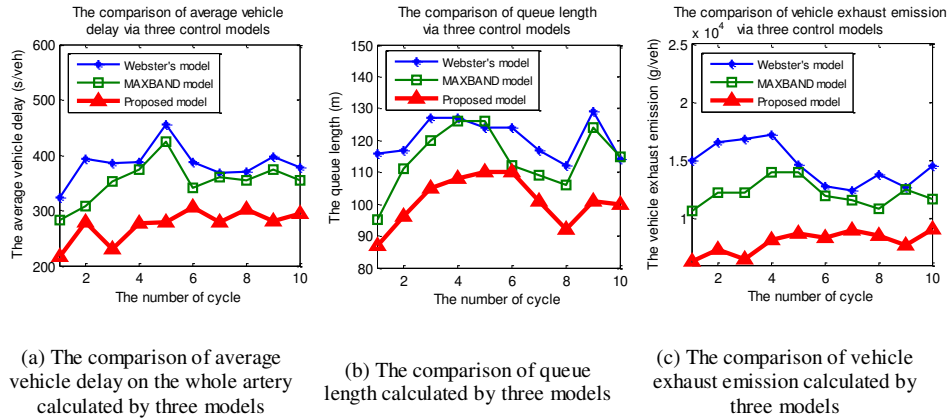 The comparison of average vehicle
delay via three control models
600
500
400
300
200
The average vehicle delay (s/veh)
Webster's model
MAXBAND model
Proposed model
2 4 6 8 10
The number of cycle
(a) The comparison of average
vehicle delay on the whole artery
calculated by three models
The comparison of queue length
via three control models
150
140
130
120
110
100
90
80
The queue length (m)
Webster's model
MAXBAND model
Proposed model
2 4 6 8 10
The number of cycle
(b) The comparison of queue
length calculated by three models
The comparison of vehicle exhaust emission
via three control models
x 10⁴
2.5
2
1.5
1
The vehicle exhaust emission (g/veh)
Webster's model
MAXBAND model
Proposed model
2 4 6 8 10
The number of cycle
(c) The comparison of vehicle
exhaust emission calculated by
three models